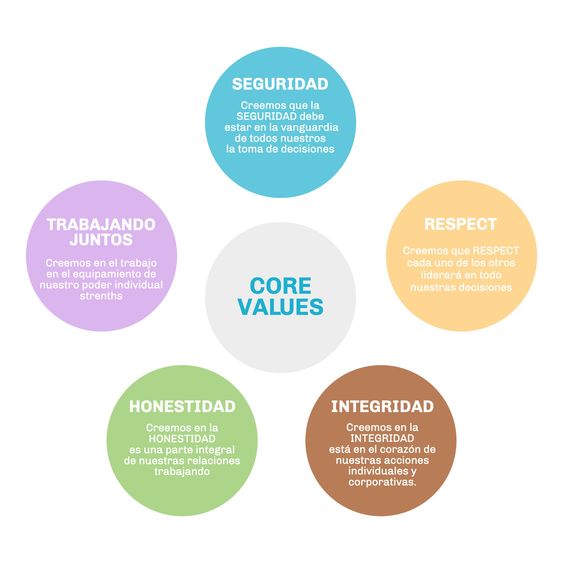 SEGURIDAD
Creemos que la
SEGURIDAD debe
estar en la vanguardia
de todos nuestros
la toma de decisiones
TRABAJANDO
JUNTOS
Creemos en el trabajo
en el equipamiento de
nuestro poder individual
strenths
RESPECT
Creemos que RESPECT
cada uno de los otros
liderará en todo
nuestras decisiones
CORE
VALUES
HONESTIDAD
Creemos en la
HONESTIDAD
es una parte integral
de nuestras relaciones
trabajando
INTEGRIDAD
Creemos en la
INTEGRIDAD
está en el corazón de
nuestras acciones
individuales y
corporativas.